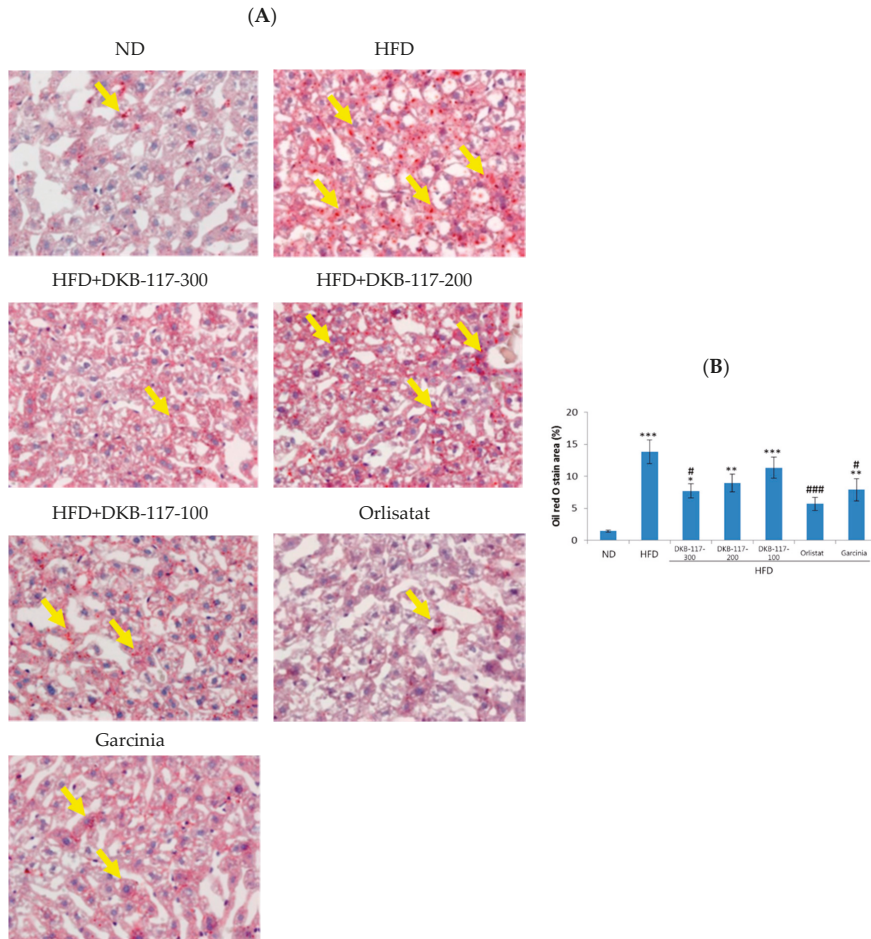 (A)
ND HFD
HFD+DKB-117-300 HFD+DKB-117-200
HFD+DKB-117-100 Orlisatat
Garcinia
(B)
Oil red O stain area (%)
20
15
10
5
0
***
#
*
**
***
###
#
**
ND HFD DKB-117-300 DKB-117-200 DKB-117-100 Orlistat Garcinia
HFD